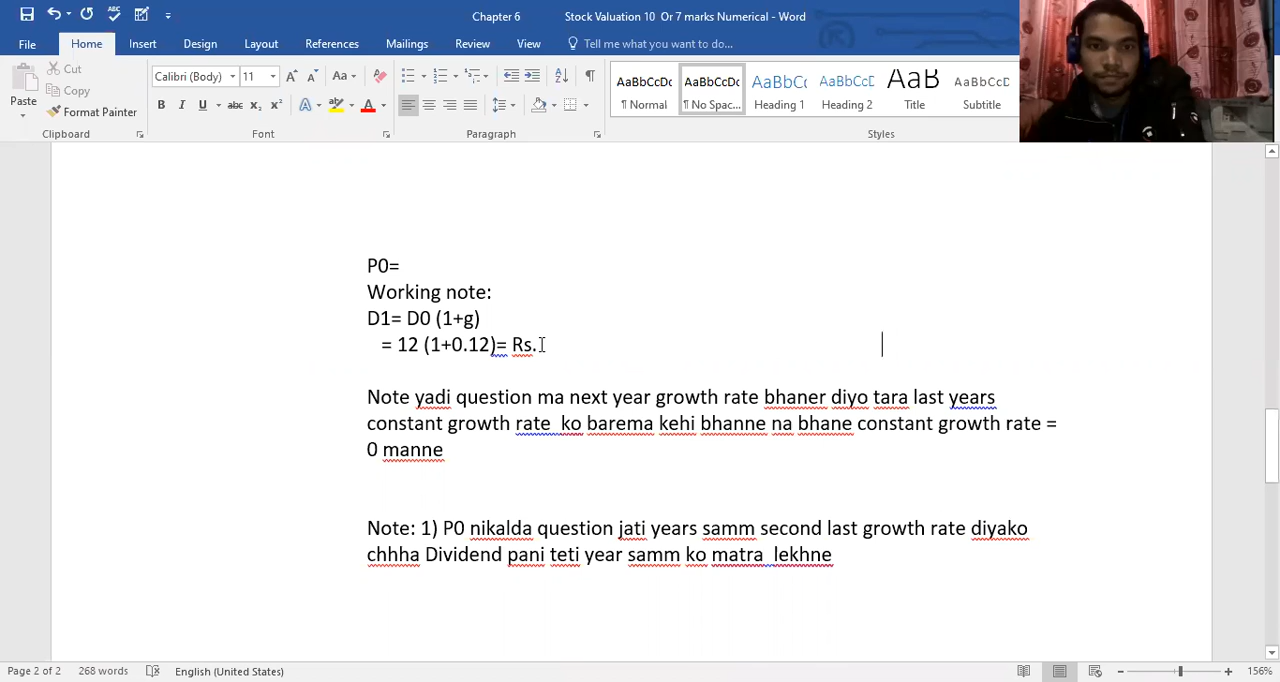 Chapter 6 Stock Valuation 10 Or 7 marks Numerical - Word
File Home Insert Design Layout References Mailings Review View Tell me what you want to do...
Cut
Copy
Format Painter
Paste
Calibri (Body) 11
AaBbCcDc AaBbCcDc AaBbC AaBbCcD AaB AaBbCcD
¶ Normal ¶ No Spac... Heading 1 Heading 2 Title Subtitle
Clipboard Font Paragraph Styles
P0=
Working note:
D1= D0 (1+g)
= 12 (1+0.12)= Rs.
Note yadi question ma next year growth rate bhaner diyo tara last years
constant growth rate ko barema kehi bhanne na bhane constant growth rate =
0 manne
Note: 1) P0 nikalda question jati years samm second last growth rate diyako
chhha Dividend pani teti year samm ko matra lekhne
Page 2 of 2 268 words English (United States) 156%